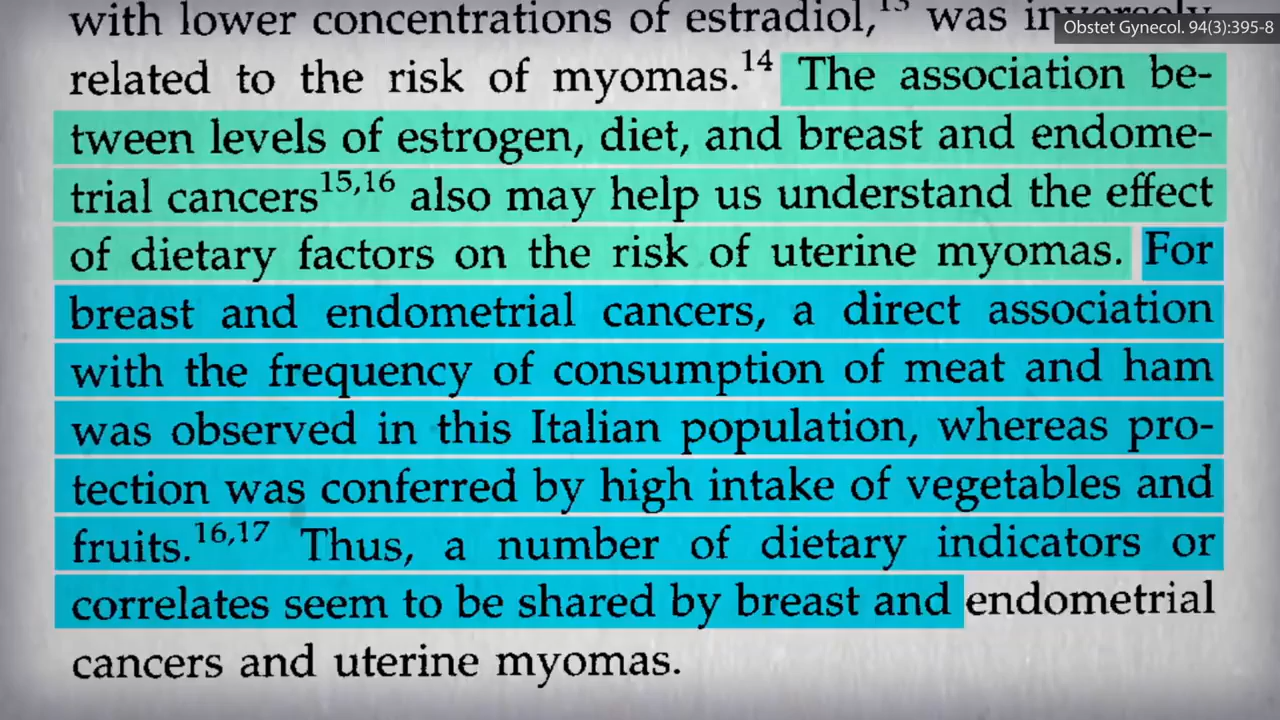 with lower concentrations of estradiol,¹³ was inversely
Obstet Gynecol. 94(3):395-8
related to the risk of myomas.¹⁴ The association be-
tween levels of estrogen, diet, and breast and endome-
trial cancers¹⁵,¹⁶ also may help us understand the effect
of dietary factors on the risk of uterine myomas. For
breast and endometrial cancers, a direct association
with the frequency of consumption of meat and ham
was observed in this Italian population, whereas pro-
tection was conferred by high intake of vegetables and
fruits.¹⁶,¹⁷ Thus, a number of dietary indicators or
correlates seem to be shared by breast and endometrial
cancers and uterine myomas.